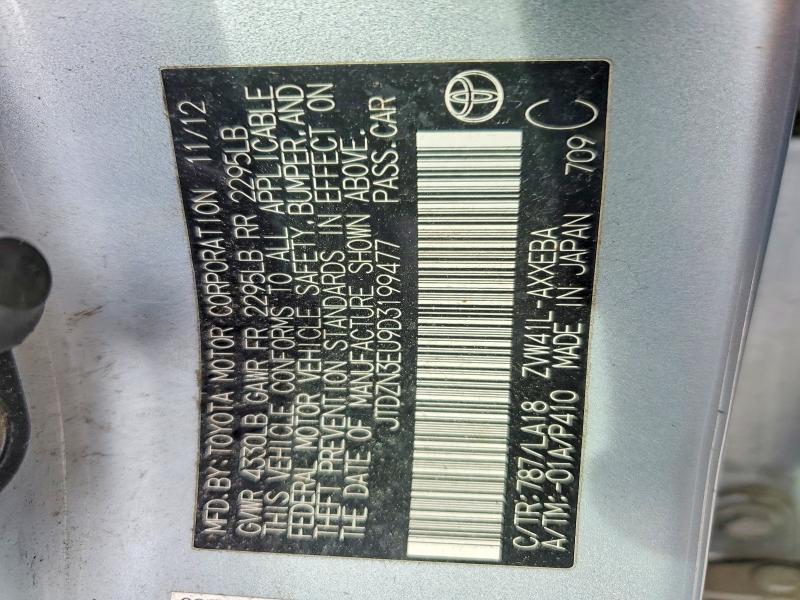 MFD. BY: TOYOTA MOTOR CORPORATION 11/12
GWR 4530LB GAWR FR 2295LB RR 2295LB
THIS VEHICLE CONFORMS TO ALL APPLICABLE
FEDERAL MOTOR VEHICLE SAFETY, BUMPER, AND
THEFT PREVENTION STANDARDS IN EFFECT ON
THE DATE OF MANUFACTURE SHOWN ABOVE.
JTDZN3EU9D3199477 PASS. CAR
C/TR: 787/LA18 ZVW41L-AXXEBA
A/TM: -01A/P410 MADE IN JAPAN 709 C